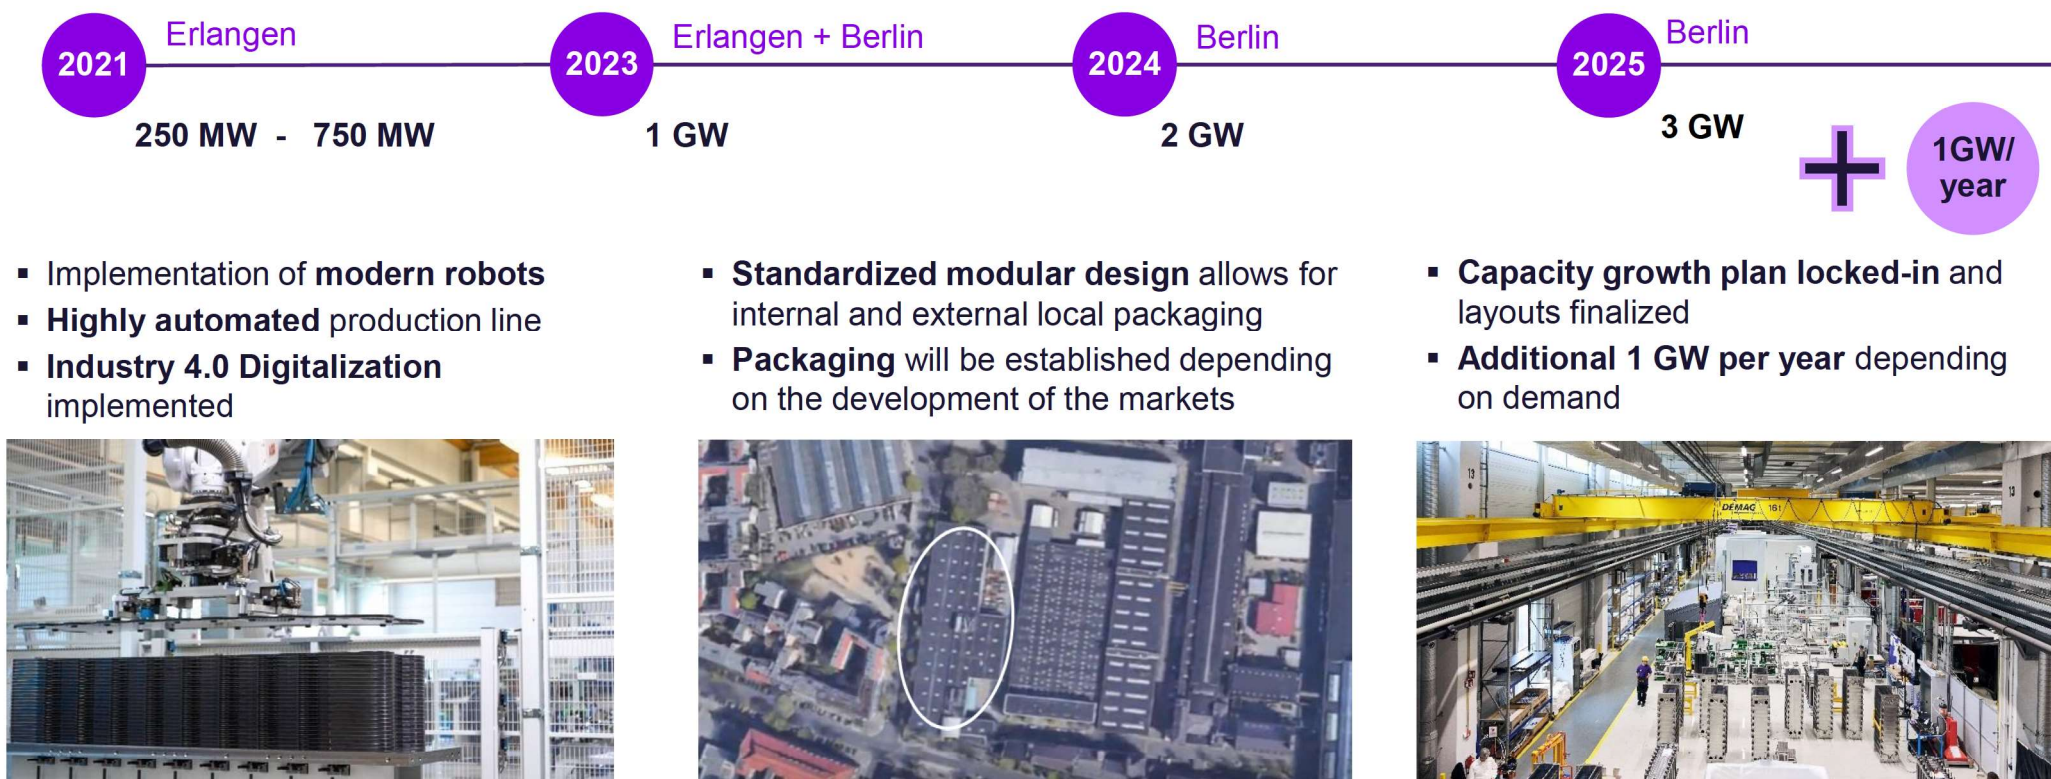 2021
Erlangen
2023
Erlangen + Berlin
2024
Berlin
2025
Berlin
250 MW - 750 MW
1 GW
2 GW
3 GW
1GW/
year
▪ Implementation of modern robots
▪ Highly automated production line
▪ Industry 4.0 Digitalization
implemented
▪ Standardized modular design allows for
internal and external local packaging
▪ Packaging will be established depending
on the development of the markets
▪ Capacity growth plan locked-in and
layouts finalized
▪ Additional 1 GW per year depending
on demand
13
DEMAG 16t
13